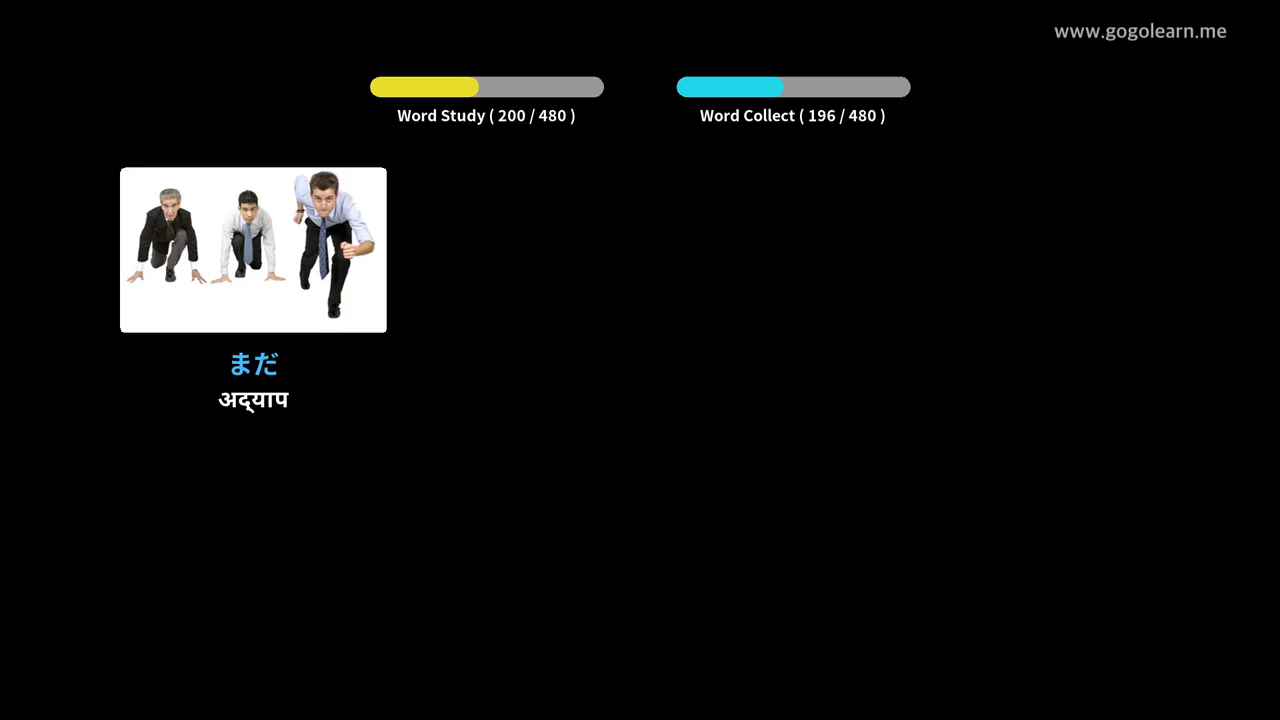 www.gogolearn.me
Word Study ( 200 / 480 )
Word Collect ( 196 / 480 )
まだ
अद्‌याप